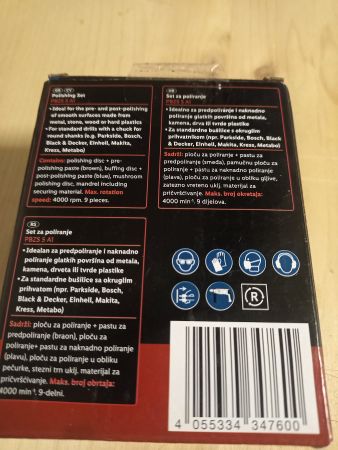 GB CY
Polishing Set
PBZS 5 A1
• Ideal for the pre- and post-polishing
of smooth surfaces made from
metal, stone, wood or hard plastics
• For standard drills with a chuck for
round shanks (e.g. Parkside, Bosch,
Black & Decker, Einhell, Makita,
Kress, Metabo)
Contains: polishing disc + pre-
polishing paste (brown), buffing disc +
post-polishing paste (blue), mushroom
polishing disc, mandrel including
securing material. Max. rotation
speed: 4000 rpm. 9 pieces.
HR
Set za poliranje
PBZS 5 A1
• Idealno za predpoliranje i naknadno
poliranje glatkih površina od metala,
kamena, drva ili tvrde plastike
• Za standardne bušilice s okruglim
prihvatnikom (npr. Parkside, Bosch,
Black & Decker, Einhell, Makita,
Kress, Metabo)
Sadrži: ploču za poliranje + pastu za
predpoliranje (smeđa), pamučnu ploču
za poliranje + pastu za naknadno poliranje
(plava), ploču za poliranje u obliku gljive,
zatezno vreteno uklj. materijal za
pričvršćivanje. Maks. broj okretaja:
4000 min⁻¹. 9 dijelova.
RS
Set za poliranje
PBZS 5 A1
• Idealan za predpoliranje i naknadno
poliranje glatkih površina od metala,
kamena, drveta ili tvrde plastike
• Za standardne bušilice sa okruglim
prihvatom (npr. Parkside, Bosch,
Black & Decker, Einhell, Makita,
Kress, Metabo)
Sadrži: ploču za poliranje + pastu za
predpoliranje (braon), ploču za
poliranje+ pastu za naknadno poliranje
(plavu), ploču za poliranje u obliku
pečurke, stezni trn uklj. materijal za
pričvršćivanje. Maks. broj obrtaja:
4000 min⁻¹. 9-delni.
R
4 055334 347600